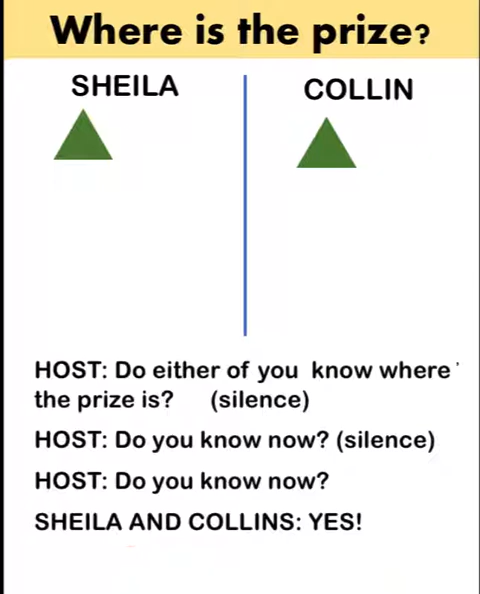 Where is the prize?
SHEILA
COLLIN
HOST: Do either of you know where
the prize is? (silence)
HOST: Do you know now? (silence)
HOST: Do you know now?
SHEILA AND COLLINS: YES!